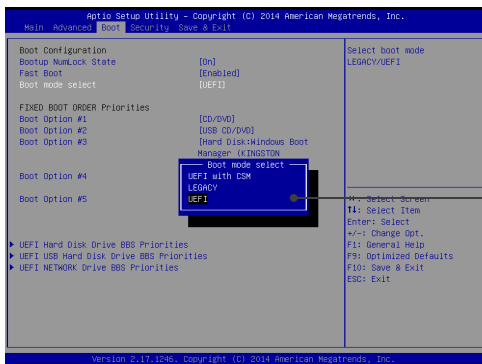 Aptio Setup Utility – Copyright (C) 2014 American Megatrends, Inc.
Main Advanced Boot Security Save & Exit
Boot Configuration
Select boot mode
Bootup NumLock State [On]
LEGACY/UEFI
Fast Boot [Enabled]
Boot mode select [UEFI]
FIXED BOOT ORDER Priorities
Boot Option #1 [CD/DVD]
Boot Option #2 [USB CD/DVD]
Boot Option #3 [Hard Disk:Windows Boot
Manager (KINGSTON
Boot mode select
Boot Option #4
UEFI with CSM
LEGACY
Boot Option #5
UEFI
: Select Screen
↑↓: Select Item
Enter: Select
+/-: Change Opt.
▶ UEFI Hard Disk Drive BBS Priorities
F1: General Help
▶ UEFI USB Hard Disk Drive BBS Priorities
F9: Optimized Defaults
▶ UEFI NETWORK Drive BBS Priorities
F10: Save & Exit
ESC: Exit
Version 2.17.1246. Copyright (C) 2014 American Megatrends, Inc.